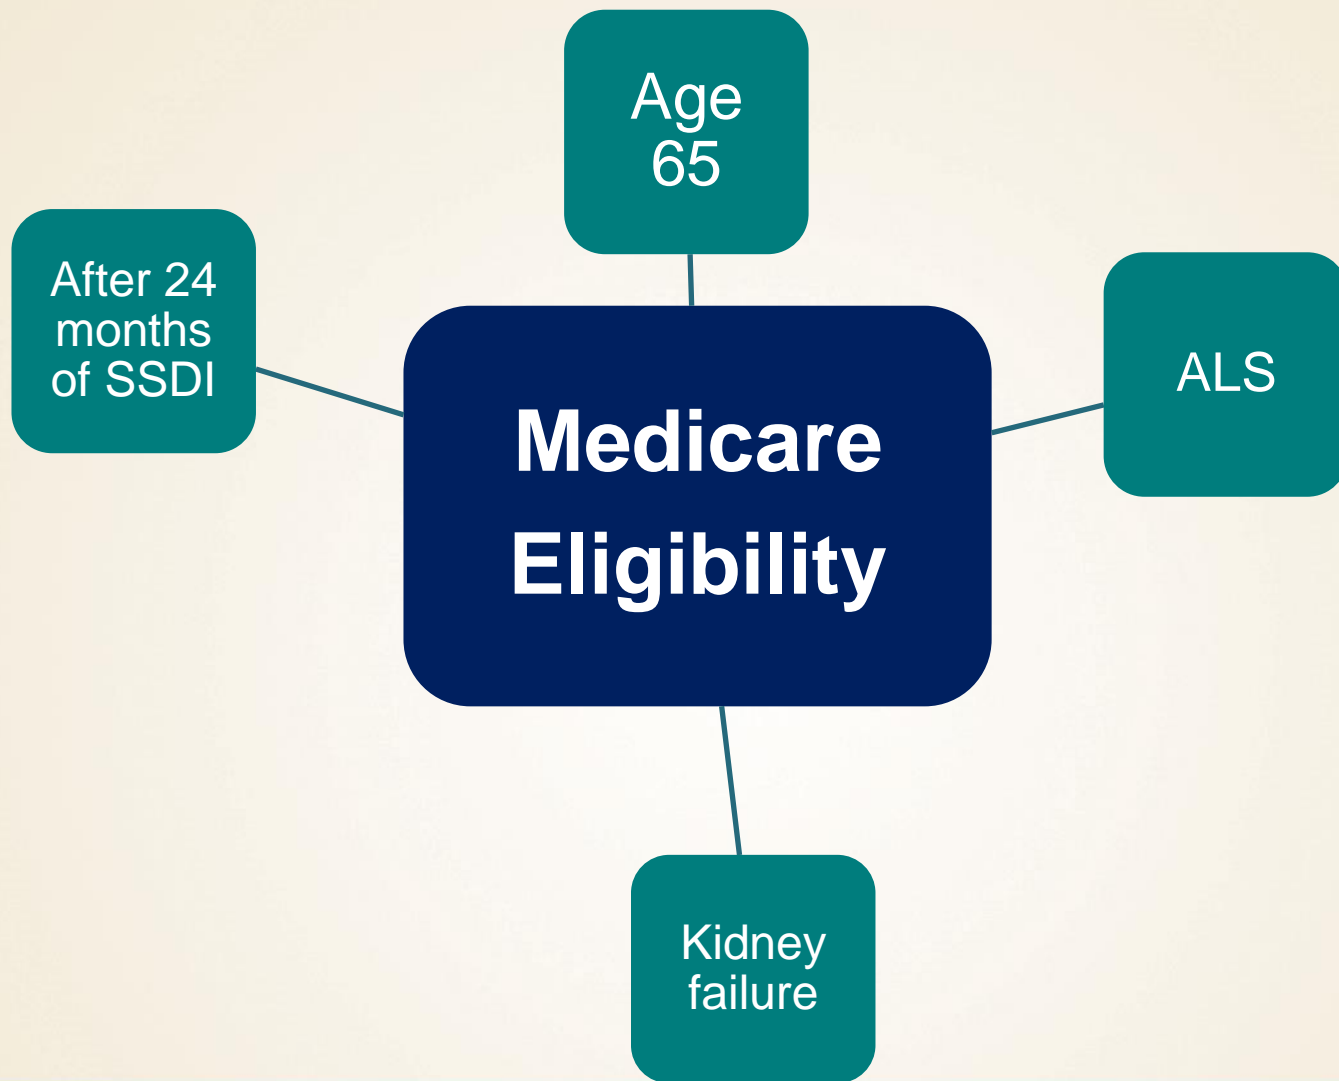 Age
65
After 24
months
of SSDI
ALS
Medicare
Eligibility
Kidney
failure